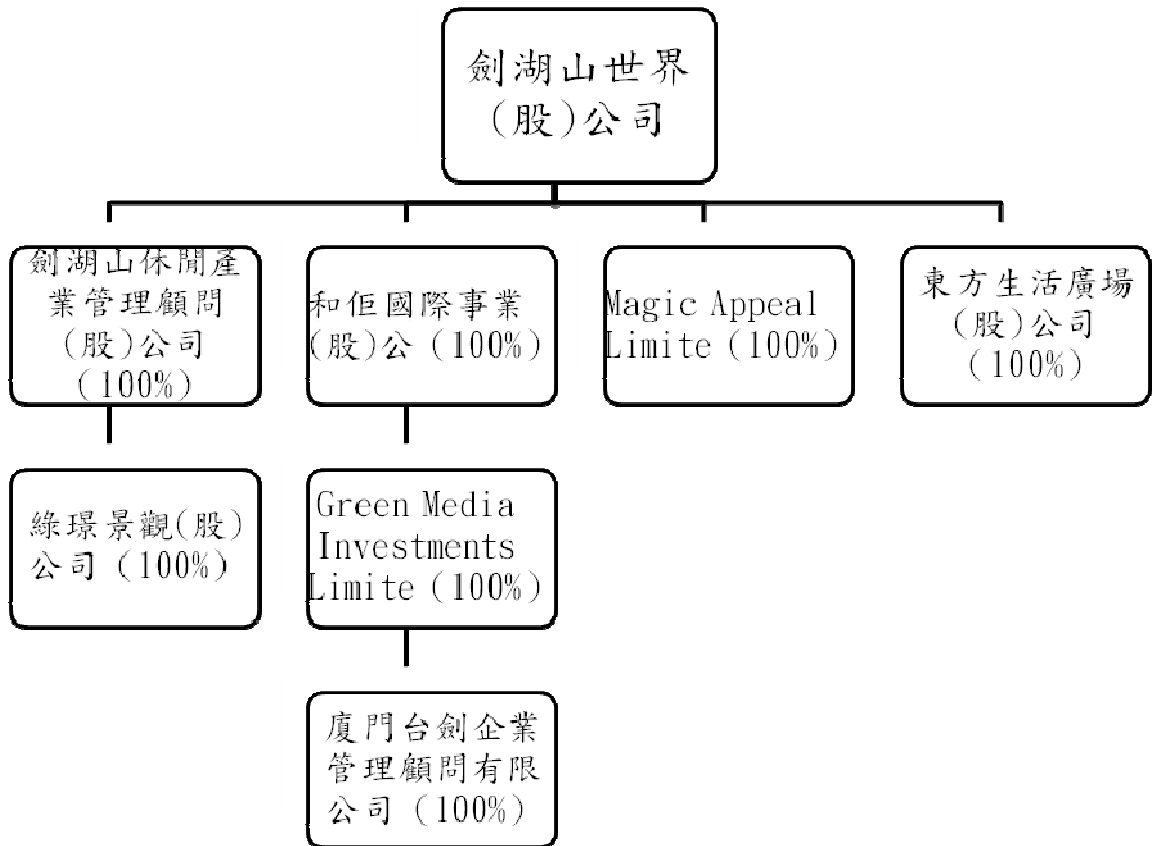 劍湖山世界
(股)公司
劍湖山休閒產
業管理顧問
(股)公司
(100%)
和佢國際事業
(股)公 (100%)
Magic Appeal
Limite (100%)
東方生活廣場
(股)公司
(100%)
綠璟景觀(股)
公司 (100%)
Green Media
Investments
Limite (100%)
廈門台劍企業
管理顧問有限
公司 (100%)